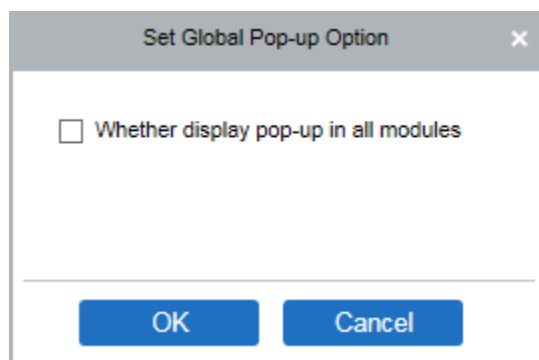 Set Global Pop-up Option
Whether display pop-up in all modules
OK
Cancel